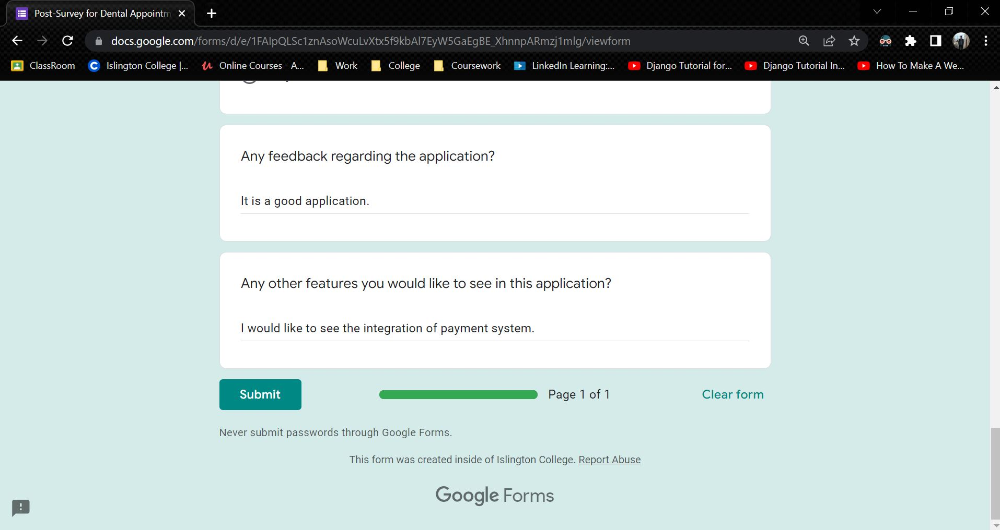 Post-Survey for Dental Appointm
docs.google.com/forms/d/e/1FAIpQLSc1znAsoWcuLvXtx5f9kbAl7EyW5GaEgBE_XhnnpARmzj1mlg/viewform
ClassRoom
Islington College |...
Online Courses - A...
Work
College
Coursework
LinkedIn Learning:...
Django Tutorial for...
Django Tutorial In...
How To Make A We...
Any feedback regarding the application?
It is a good application.
Any other features you would like to see in this application?
I would like to see the integration of payment system.
Submit
Page 1 of 1
Clear form
Never submit passwords through Google Forms.
This form was created inside of Islington College. Report Abuse
Google Forms